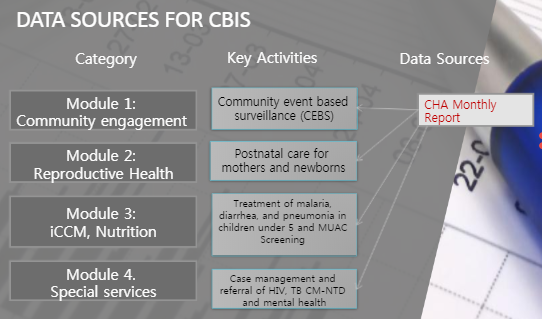 DATA SOURCES FOR CBIS
Category
Key Activities
Data Sources
Module 1:
Community engagement
Community event based
surveillance (CEBS)
CHA Monthly
Report
Module 2:
Reproductive Health
Postnatal care for
mothers and newborns
Module 3:
iCCM, Nutrition
Treatment of malaria,
diarrhea, and pneumonia in
children under 5 and MUAC
Screening
Module 4.
Special services
Case management and
referral of HIV, TB CM-NTD
and mental health